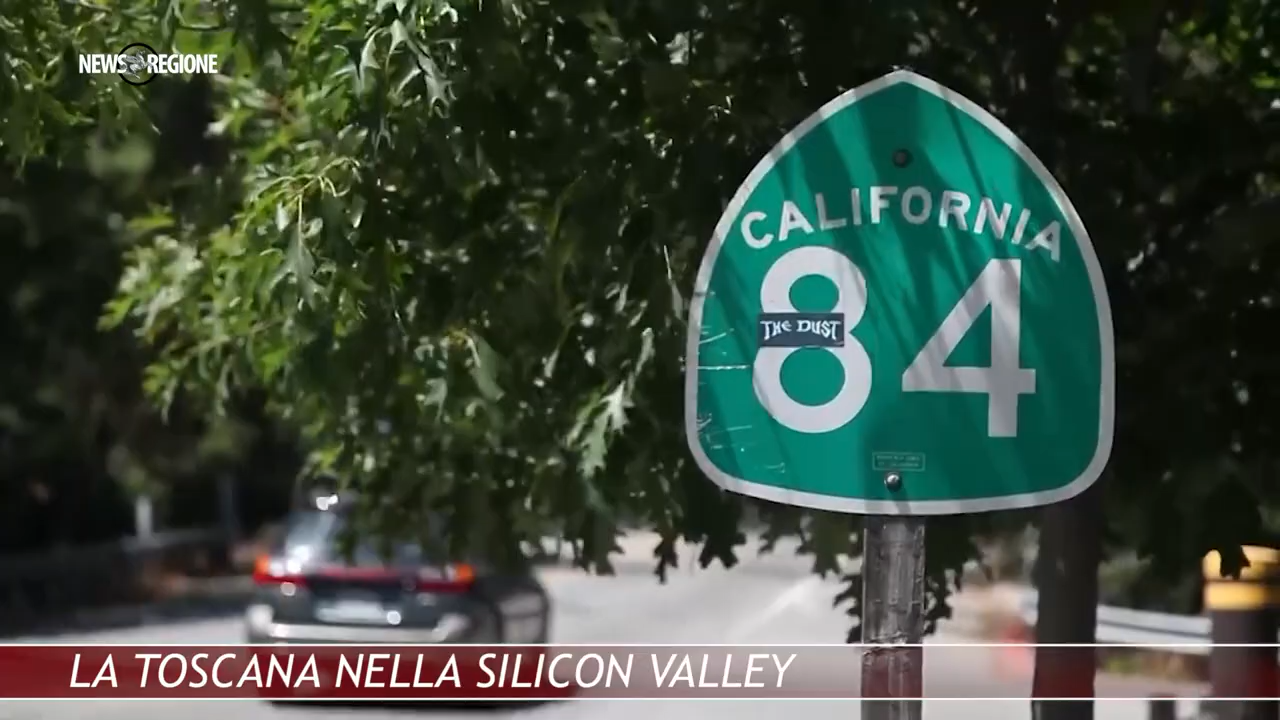 NEWS REGIONE
CALIFORNIA
84
THE DUST
LA TOSCANA NELLA SILICON VALLEY